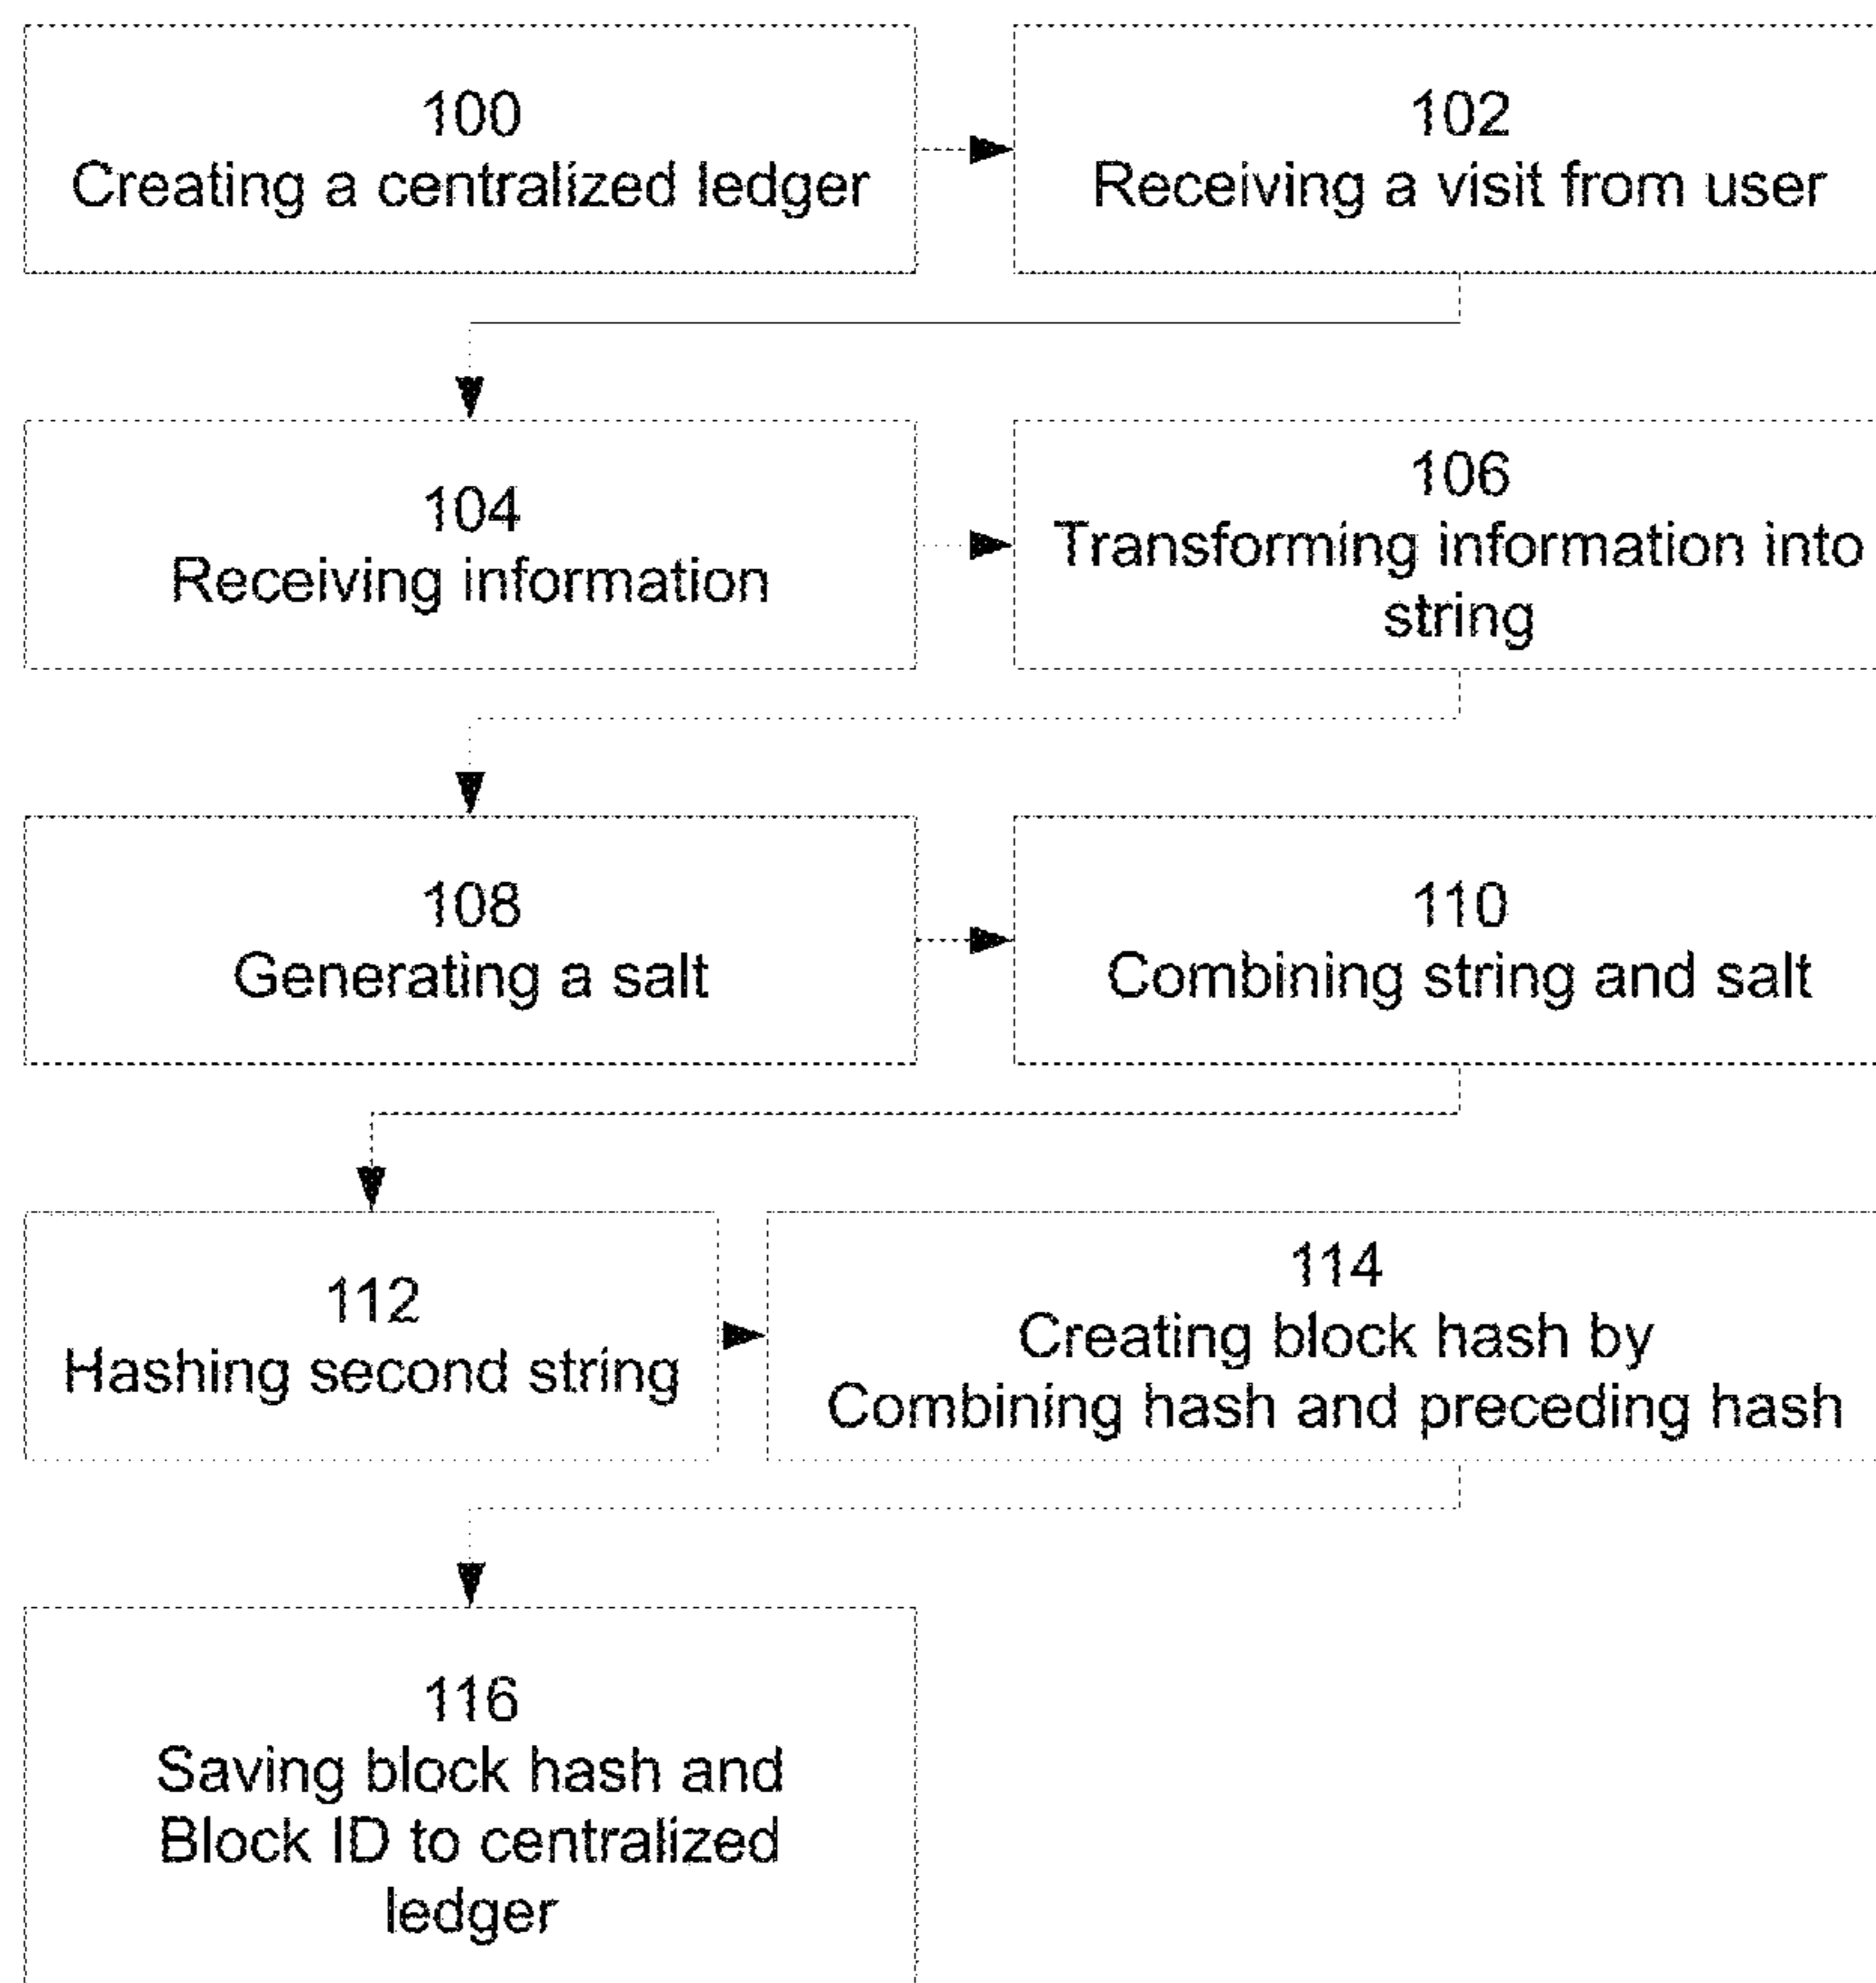 100
Creating a centralized ledger
102
Receiving a visit from user
104
Receiving information
106
Transforming information into
string
108
Generating a salt
110
Combining string and salt
112
Hashing second string
114
Creating block hash by
Combining hash and preceding hash
116
Saving block hash and
Block ID to centralized
ledger